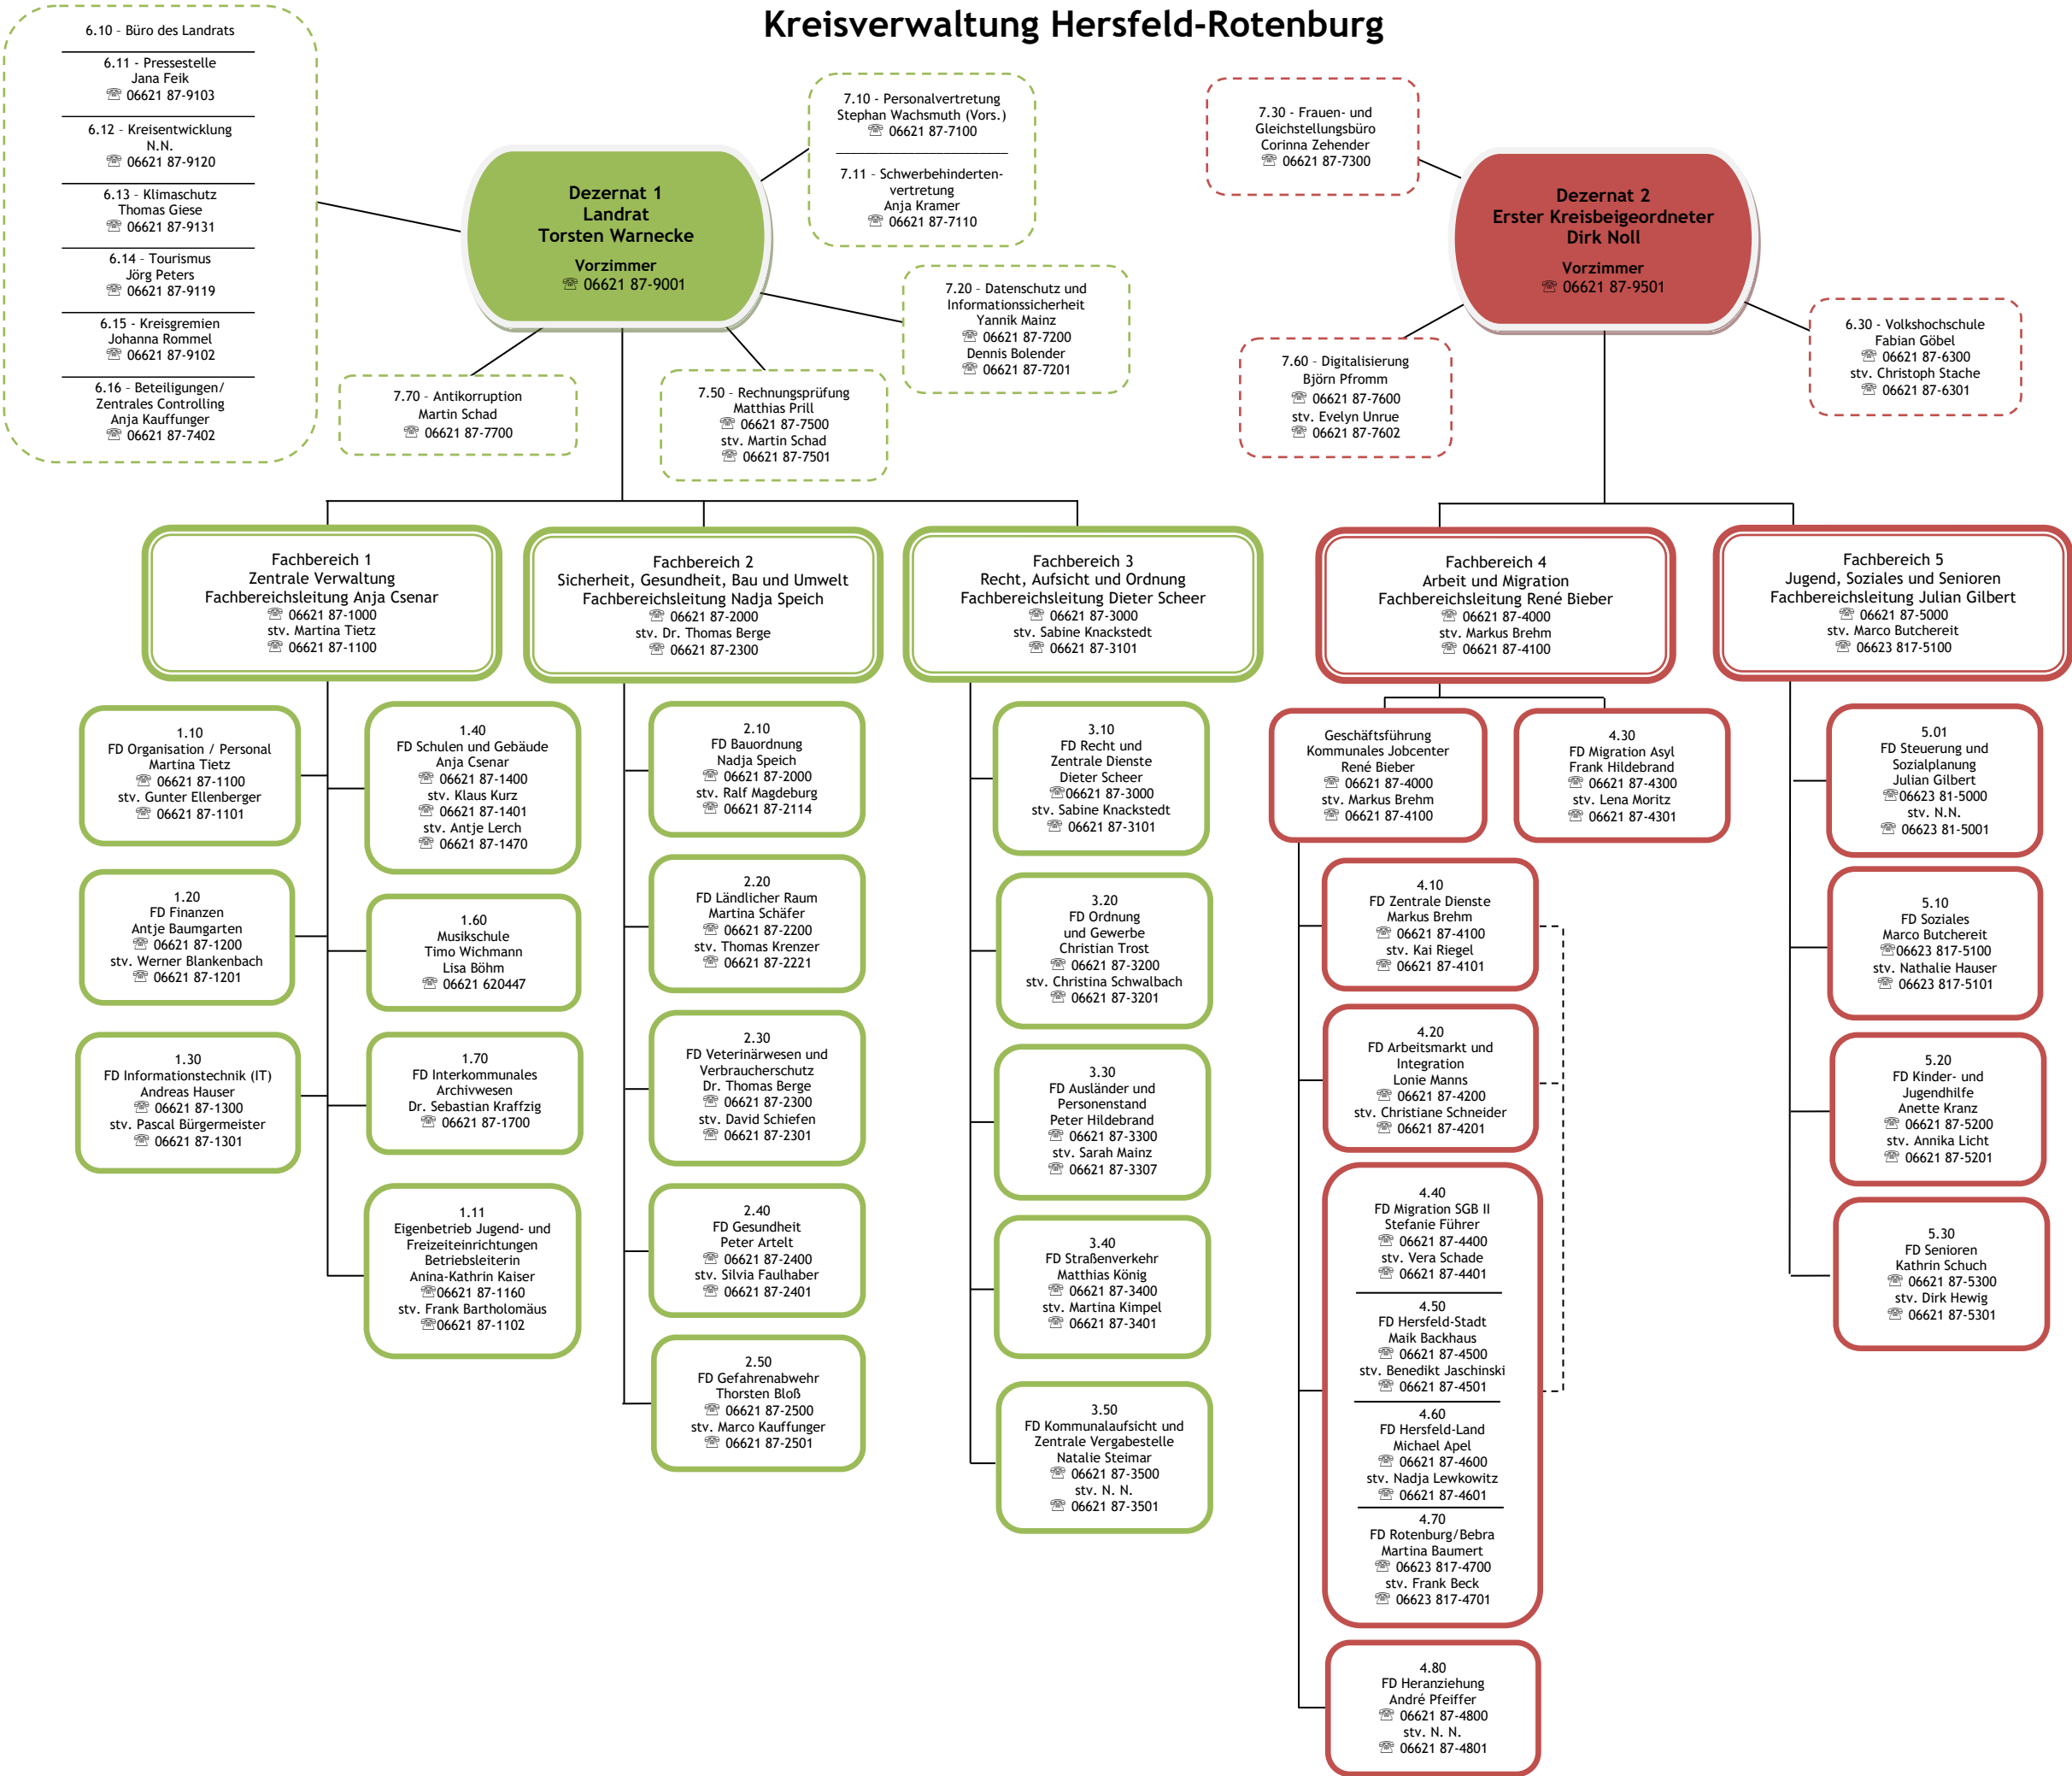 Kreisverwaltung Hersfeld-Rotenburg
6.10 - Büro des Landrats
6.11 - Pressestelle
Jana Feik
☏ 06621 87-9103
6.12 - Kreisentwicklung
N.N.
☏ 06621 87-9120
6.13 - Klimaschutz
Thomas Giese
☏ 06621 87-9131
6.14 - Tourismus
Jörg Peters
☏ 06621 87-9119
6.15 - Kreisgremien
Johanna Rommel
☏ 06621 87-9102
6.16 - Beteiligungen/
Zentrales Controlling
Anja Kauffunger
☏ 06621 87-7402
Dezernat 1
Landrat
Torsten Warnecke
Vorzimmer
☏ 06621 87-9001
7.10 - Personalvertretung
Stephan Wachsmuth (Vors.)
☏ 06621 87-7100
7.11 - Schwerbehinderten-
vertretung
Anja Kramer
☏ 06621 87-7110
7.20 - Datenschutz und
Informationssicherheit
Yannik Mainz
☏ 06621 87-7200
Dennis Bolender
☏ 06621 87-7201
7.70 - Antikorruption
Martin Schad
☏ 06621 87-7700
7.50 - Rechnungsprüfung
Matthias Prill
☏ 06621 87-7500
stv. Martin Schad
☏ 06621 87-7501
7.30 - Frauen- und
Gleichstellungsbüro
Corinna Zehender
☏ 06621 87-7300
Dezernat 2
Erster Kreisbeigeordneter
Dirk Noll
Vorzimmer
☏ 06621 87-9501
7.60 - Digitalisierung
Björn Pfromm
☏ 06621 87-7600
stv. Evelyn Unrue
☏ 06621 87-7602
6.30 - Volkshochschule
Fabian Göbel
☏ 06621 87-6300
stv. Christoph Stache
☏ 06621 87-6301
Fachbereich 1
Zentrale Verwaltung
Fachbereichsleitung Anja Csenar
☏ 06621 87-1000
stv. Martina Tietz
☏ 06621 87-1100
Fachbereich 2
Sicherheit, Gesundheit, Bau und Umwelt
Fachbereichsleitung Nadja Speich
☏ 06621 87-2000
stv. Dr. Thomas Berge
☏ 06621 87-2300
Fachbereich 3
Recht, Aufsicht und Ordnung
Fachbereichsleitung Dieter Scheer
☏ 06621 87-3000
stv. Sabine Knackstedt
☏ 06621 87-3101
Fachbereich 4
Arbeit und Migration
Fachbereichsleitung René Bieber
☏ 06621 87-4000
stv. Markus Brehm
☏ 06621 87-4100
Fachbereich 5
Jugend, Soziales und Senioren
Fachbereichsleitung Julian Gilbert
☏ 06621 87-5000
stv. Marco Butchereit
☏ 06623 817-5100
1.10
FD Organisation / Personal
Martina Tietz
☏ 06621 87-1100
stv. Gunter Ellenberger
☏ 06621 87-1101
1.20
FD Finanzen
Antje Baumgarten
☏ 06621 87-1200
stv. Werner Blankenbach
☏ 06621 87-1201
1.30
FD Informationstechnik (IT)
Andreas Hauser
☏ 06621 87-1300
stv. Pascal Bürgermeister
☏ 06621 87-1301
1.40
FD Schulen und Gebäude
Anja Csenar
☏ 06621 87-1400
stv. Klaus Kurz
☏ 06621 87-1401
stv. Antje Lerch
☏ 06621 87-1470
1.60
Musikschule
Timo Wichmann
Lisa Böhm
☏ 06621 620447
1.70
FD Interkommunales
Archivwesen
Dr. Sebastian Kraffzig
☏ 06621 87-1700
1.11
Eigenbetrieb Jugend- und
Freizeiteinrichtungen
Betriebsleiterin
Anina-Kathrin Kaiser
☏06621 87-1160
stv. Frank Bartholomäus
☏06621 87-1102
2.10
FD Bauordnung
Nadja Speich
☏ 06621 87-2000
stv. Ralf Magdeburg
☏ 06621 87-2114
2.20
FD Ländlicher Raum
Martina Schäfer
☏ 06621 87-2200
stv. Thomas Krenzer
☏ 06621 87-2221
2.30
FD Veterinärwesen und
Verbraucherschutz
Dr. Thomas Berge
☏ 06621 87-2300
stv. David Schiefen
☏ 06621 87-2301
2.40
FD Gesundheit
Peter Artelt
☏ 06621 87-2400
stv. Silvia Faulhaber
☏ 06621 87-2401
2.50
FD Gefahrenabwehr
Thorsten Bloß
☏ 06621 87-2500
stv. Marco Kauffunger
☏ 06621 87-2501
3.10
FD Recht und
Zentrale Dienste
Dieter Scheer
☏06621 87-3000
stv. Sabine Knackstedt
☏ 06621 87-3101
3.20
FD Ordnung
und Gewerbe
Christian Trost
☏ 06621 87-3200
stv. Christina Schwalbach
☏ 06621 87-3201
3.30
FD Ausländer und
Personenstand
Peter Hildebrand
☏ 06621 87-3300
stv. Sarah Mainz
☏ 06621 87-3307
3.40
FD Straßenverkehr
Matthias König
☏ 06621 87-3400
stv. Martina Kimpel
☏ 06621 87-3401
3.50
FD Kommunalaufsicht und
Zentrale Vergabestelle
Natalie Steimar
☏ 06621 87-3500
stv. N. N.
☏ 06621 87-3501
Geschäftsführung
Kommunales Jobcenter
René Bieber
☏ 06621 87-4000
stv. Markus Brehm
☏ 06621 87-4100
4.30
FD Migration Asyl
Frank Hildebrand
☏ 06621 87-4300
stv. Lena Moritz
☏ 06621 87-4301
4.10
FD Zentrale Dienste
Markus Brehm
☏ 06621 87-4100
stv. Kai Riegel
☏ 06621 87-4101
4.20
FD Arbeitsmarkt und
Integration
Lonie Manns
☏ 06621 87-4200
stv. Christiane Schneider
☏ 06621 87-4201
4.40
FD Migration SGB II
Stefanie Führer
☏ 06621 87-4400
stv. Vera Schade
☏ 06621 87-4401
4.50
FD Hersfeld-Stadt
Maik Backhaus
☏ 06621 87-4500
stv. Benedikt Jaschinski
☏ 06621 87-4501
4.60
FD Hersfeld-Land
Michael Apel
☏ 06621 87-4600
stv. Nadja Lewkowitz
☏ 06621 87-4601
4.70
FD Rotenburg/Bebra
Martina Baumert
☏ 06623 817-4700
stv. Frank Beck
☏ 06623 817-4701
4.80
FD Heranziehung
André Pfeiffer
☏ 06621 87-4800
stv. N. N.
☏ 06621 87-4801
5.01
FD Steuerung und
Sozialplanung
Julian Gilbert
☏06623 81-5000
stv. N.N.
☏ 06623 81-5001
5.10
FD Soziales
Marco Butchereit
☏06623 817-5100
stv. Nathalie Hauser
☏ 06623 817-5101
5.20
FD Kinder- und
Jugendhilfe
Anette Kranz
☏ 06621 87-5200
stv. Annika Licht
☏ 06621 87-5201
5.30
FD Senioren
Kathrin Schuch
☏ 06621 87-5300
stv. Dirk Hewig
☏ 06621 87-5301